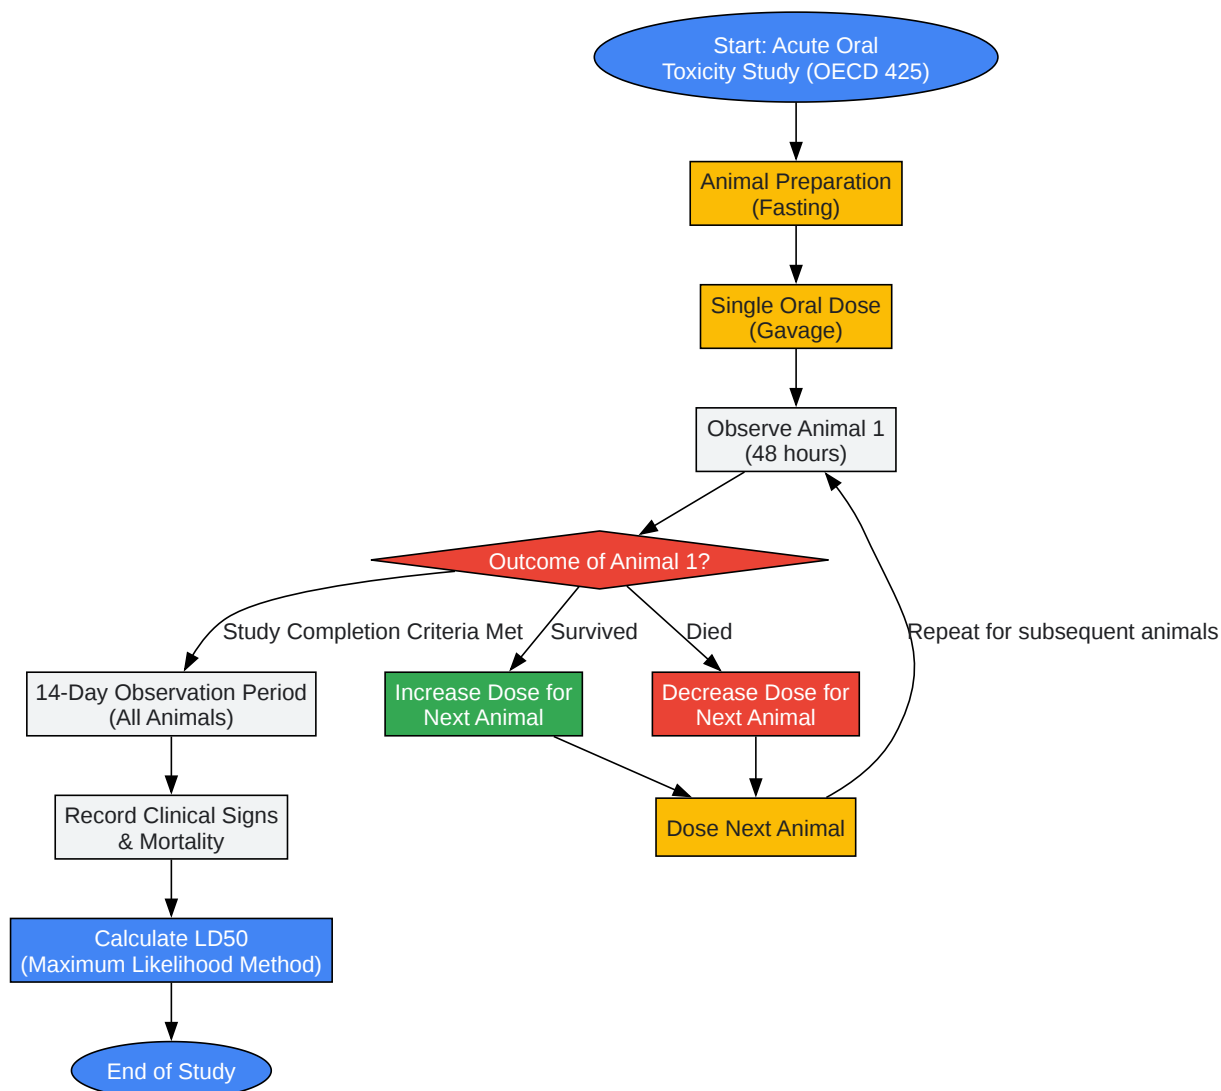 Start: Acute Oral
Toxicity Study (OECD 425)
Animal Preparation
(Fasting)
Single Oral Dose
(Gavage)
Observe Animal 1
(48 hours)
Outcome of Animal 1?
Study Completion Criteria Met
Survived
Died
Repeat for subsequent animals
14-Day Observation Period
(All Animals)
Increase Dose for
Next Animal
Decrease Dose for
Next Animal
Record Clinical Signs
& Mortality
Dose Next Animal
Calculate LD50
(Maximum Likelihood Method)
End of Study